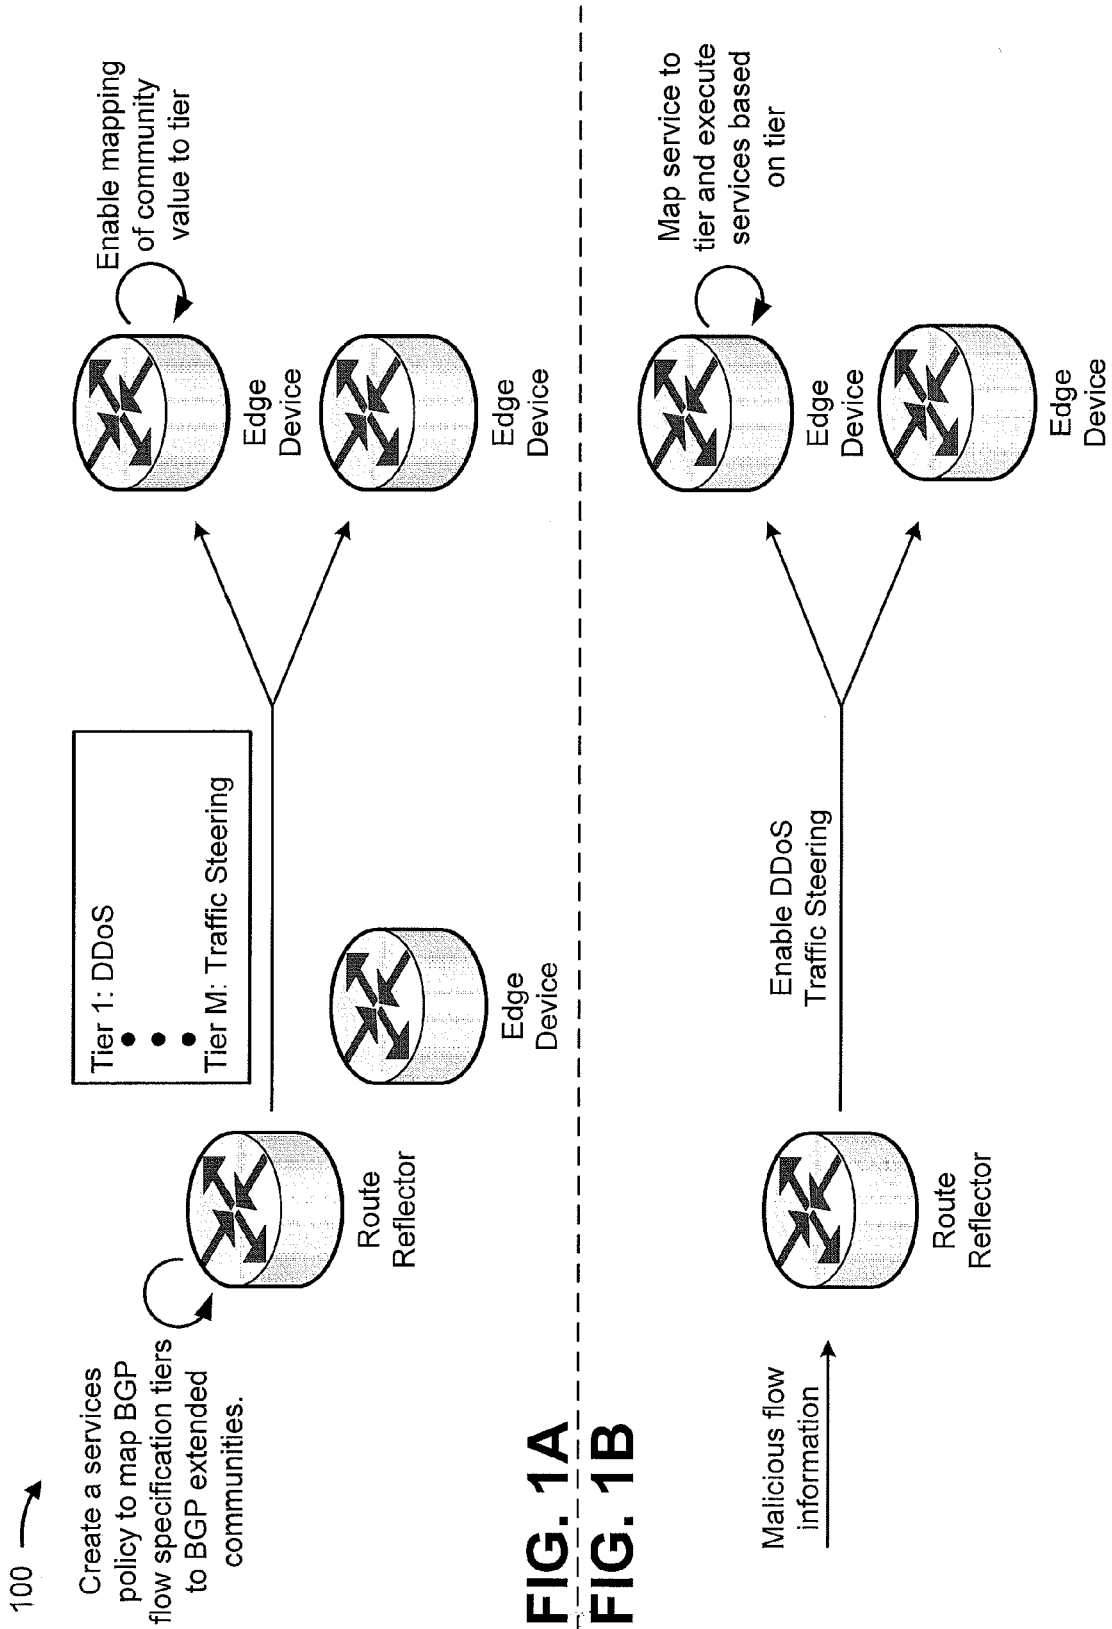 100
Create a services
policy to map BGP
flow specification tiers
to BGP extended
communities.
Route
Reflector
Tier 1: DDoS
Tier M: Traffic Steering
Edge
Device
Enable mapping
of community
value to tier
Edge
Device
Edge
Device
FIG. 1A
FIG. 1B
Malicious flow
information
Route
Reflector
Enable DDoS
Traffic Steering
Map service to
tier and execute
services based
on tier
Edge
Device
Edge
Device